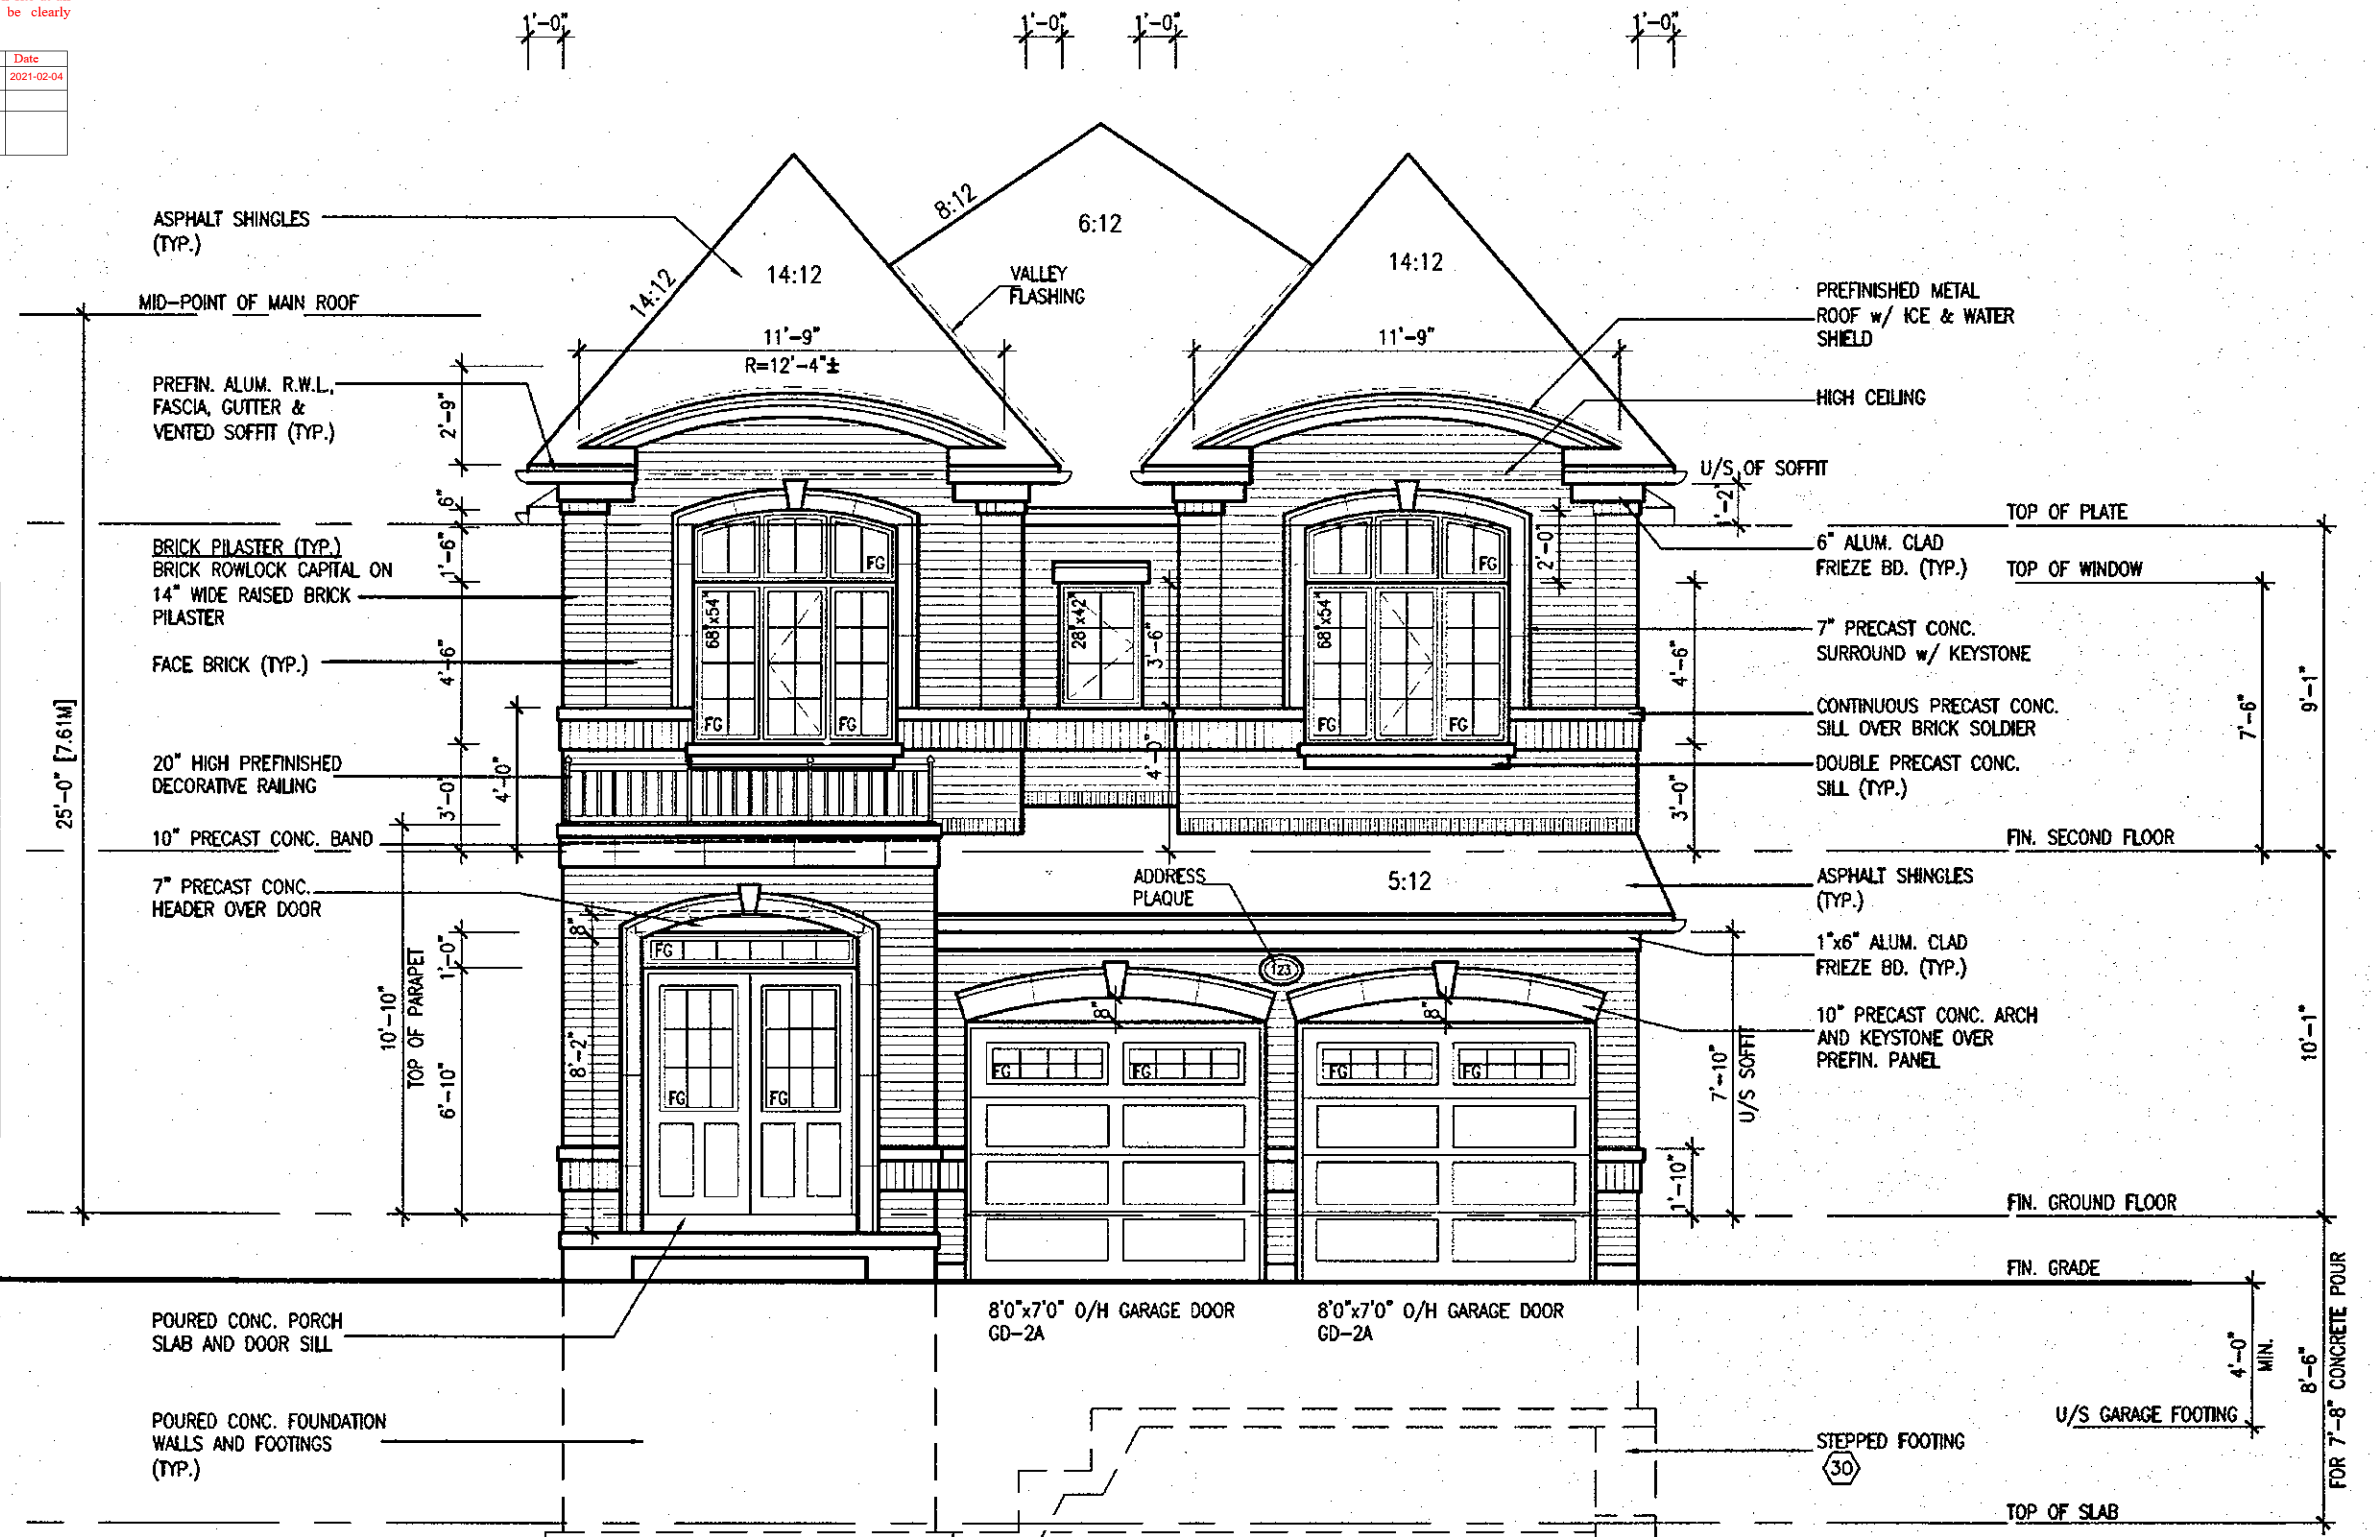 be clearly
Date
2021-02-04
1'-0"
1'-0"
1'-0"
1'-0"
ASPHALT SHINGLES
(TYP.)
MID-POINT OF MAIN ROOF
PREFIN. ALUM. R.W.L,
FASCIA, GUTTER &
VENTED SOFFIT (TYP.)
BRICK PILASTER (TYP.)
BRICK ROWLOCK CAPITAL ON
14" WIDE RAISED BRICK
PILASTER
FACE BRICK (TYP.)
20" HIGH PREFINISHED
DECORATIVE RAILING
10" PRECAST CONC. BAND
7" PRECAST CONC.
HEADER OVER DOOR
POURED CONC. PORCH
SLAB AND DOOR SILL
POURED CONC. FOUNDATION
WALLS AND FOOTINGS
(TYP.)
25'-0" [7.61M]
2'-9"
6"
1'-6"
4'-6"
3'-0"
4'-0"
10'-10"
TOP OF PARAPET
1'-0"
6'-10"
8"
8'-2"
14:12
14:12
8:12
6:12
14:12
VALLEY
FLASHING
11'-9"
R=12'-4"±
11'-9"
FG
68"x54"
FG
FG
28"x42"
3'-6"
4'-0"
FG
2'-0"
68"x54"
FG
FG
ADDRESS
PLAQUE
5:12
123
FG
FG
FG
8"
8"
FG
FG
FG
FG
8'0"x7'0" O/H GARAGE DOOR
GD-2A
8'0"x7'0" O/H GARAGE DOOR
GD-2A
PREFINISHED METAL
ROOF w/ ICE & WATER
SHIELD
HIGH CEILING
U/S OF SOFFIT
1'-2"
TOP OF PLATE
6" ALUM. CLAD
FRIEZE BD. (TYP.)
TOP OF WINDOW
7" PRECAST CONC.
SURROUND w/ KEYSTONE
4'-6"
CONTINUOUS PRECAST CONC.
SILL OVER BRICK SOLDIER
DOUBLE PRECAST CONC.
SILL (TYP.)
3'-0"
7'-6"
9'-1"
FIN. SECOND FLOOR
ASPHALT SHINGLES
(TYP.)
1"x6" ALUM. CLAD
FRIEZE BD. (TYP.)
10" PRECAST CONC. ARCH
AND KEYSTONE OVER
PREFIN. PANEL
7'-10"
U/S SOFFIT
1'-10"
10'-1"
FIN. GROUND FLOOR
FIN. GRADE
4'-0"
MIN.
8'-6"
FOR 7'-8" CONCRETE POUR
U/S GARAGE FOOTING
STEPPED FOOTING
30
TOP OF SLAB